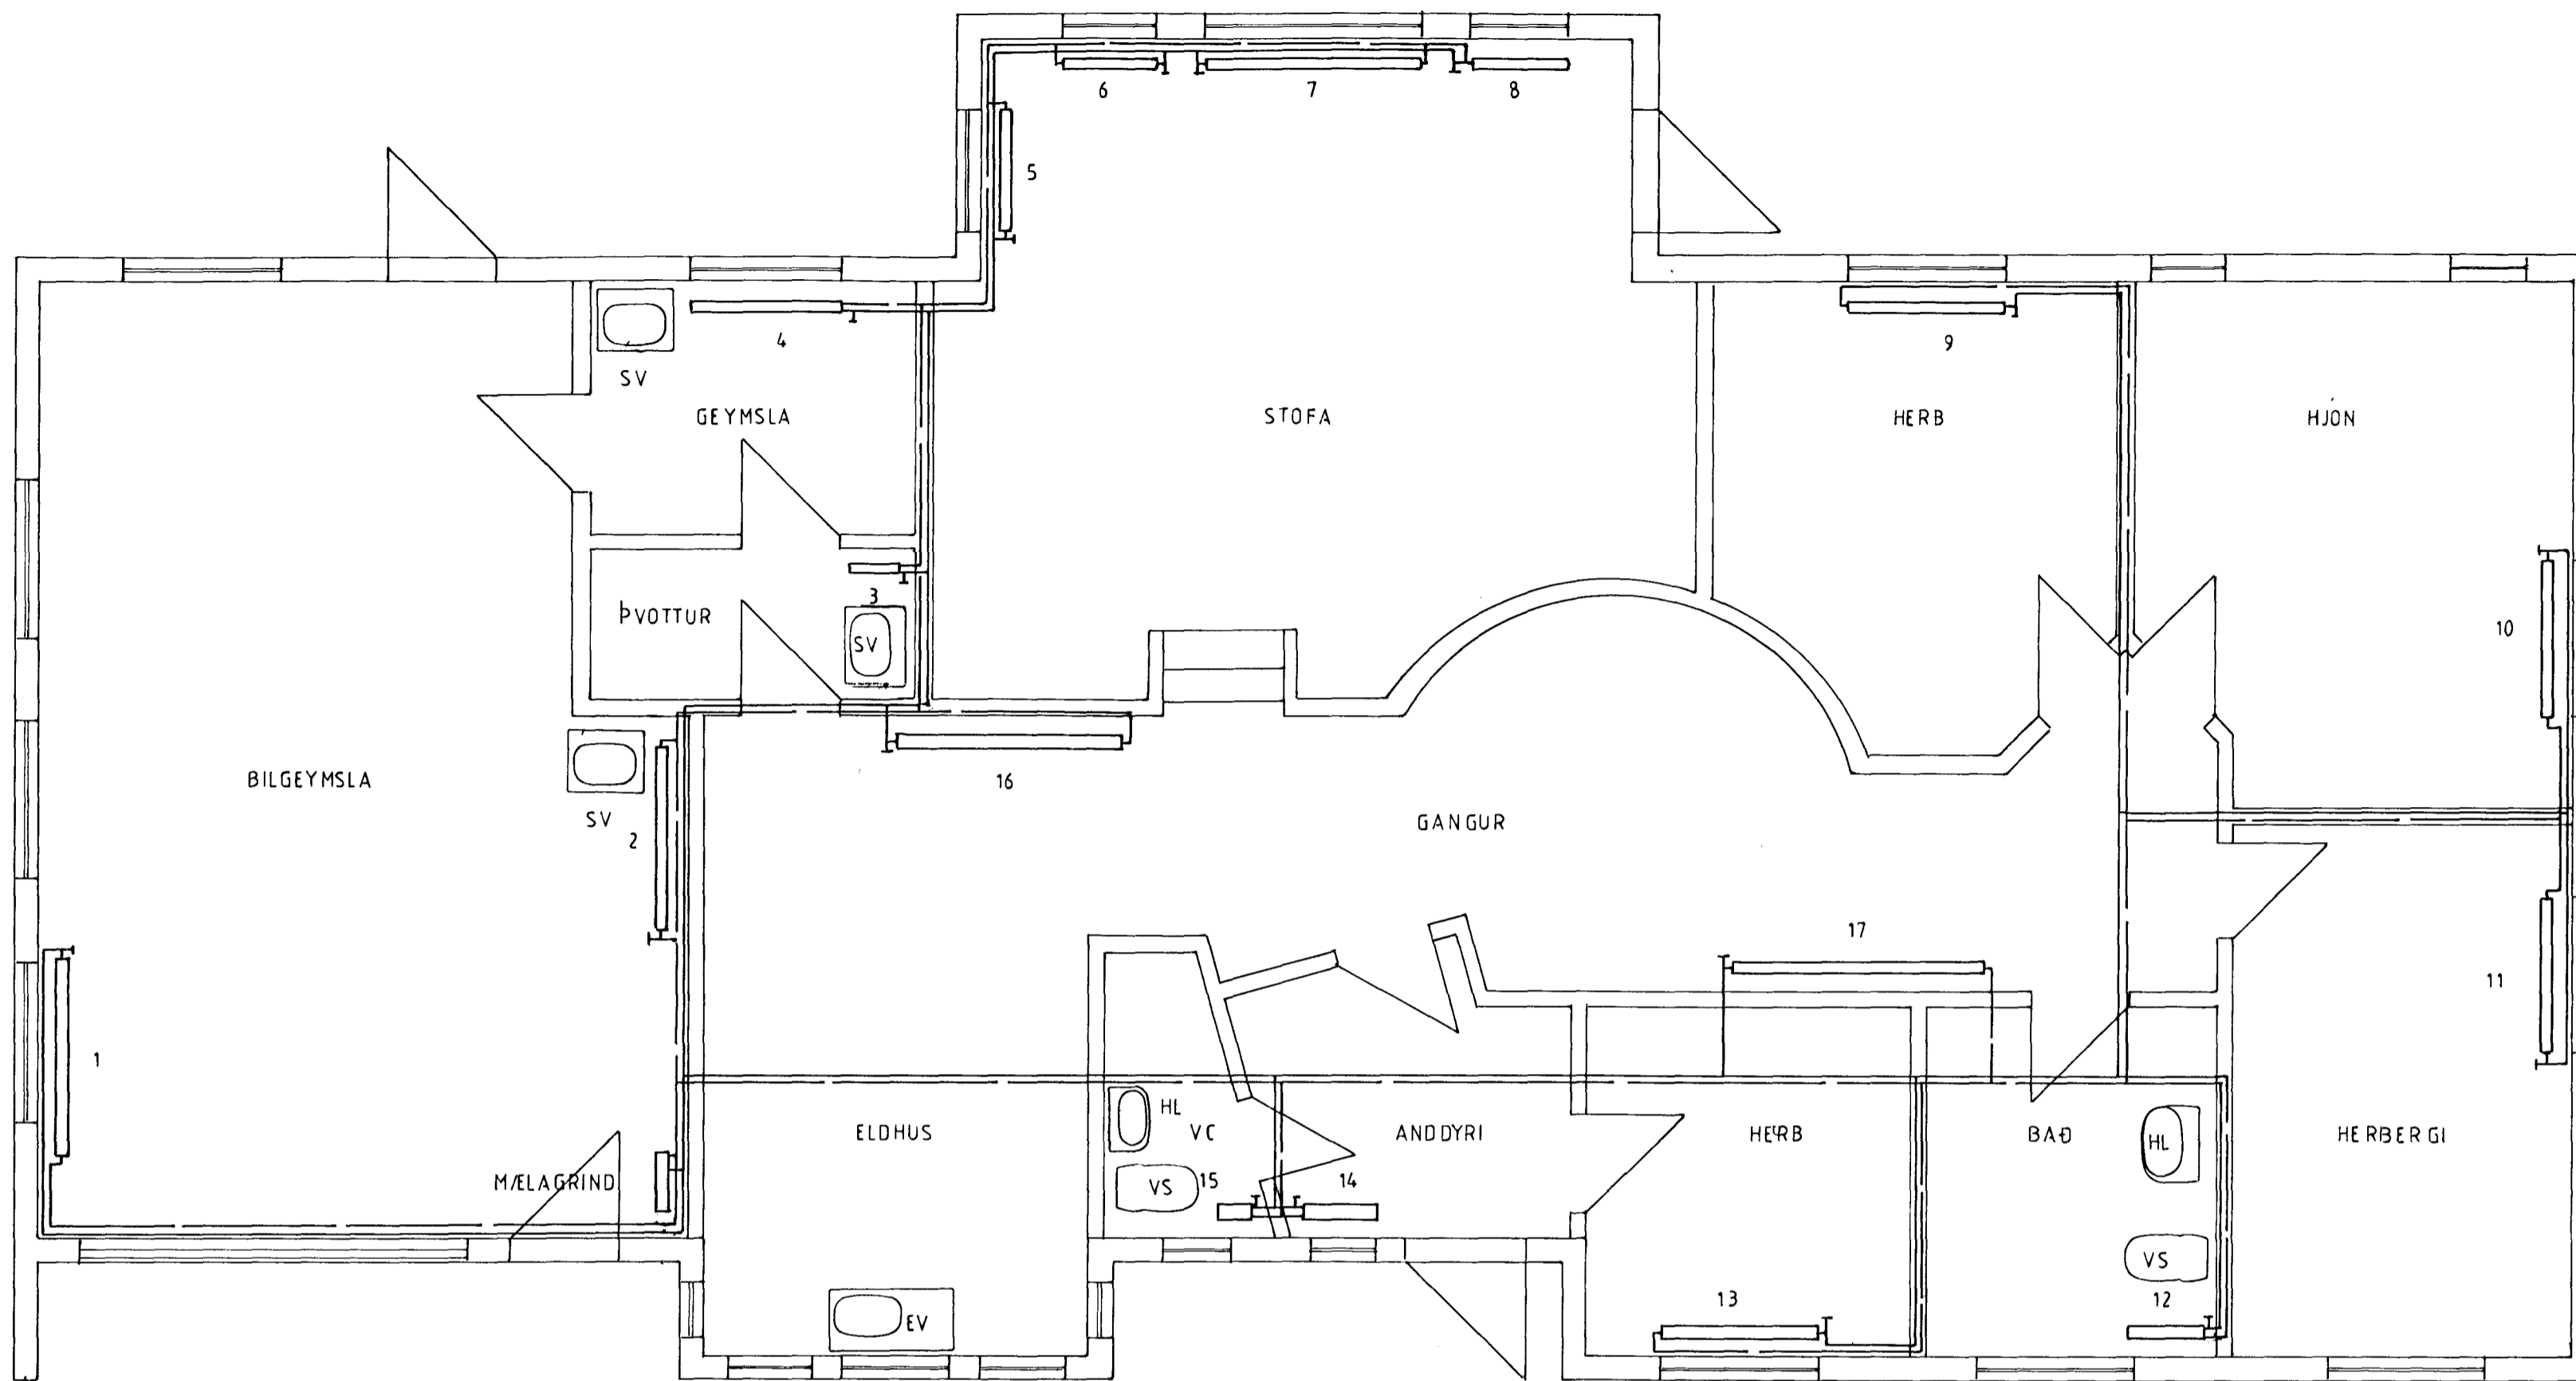 6
7
8
5
4
9
SV
GEYMSLA
STOFA
HERB
HJÓN
3
ÞVOTTUR
SV
10
BILGEYMSLA
16
SV
2
GANGUR
17
11
1
HL
VC
ELDHUS
ANDDYRI
HERB
BAÐ
HL
HERBERGI
MÆLAGRIND
VS
15
14
VS
13
12
EV